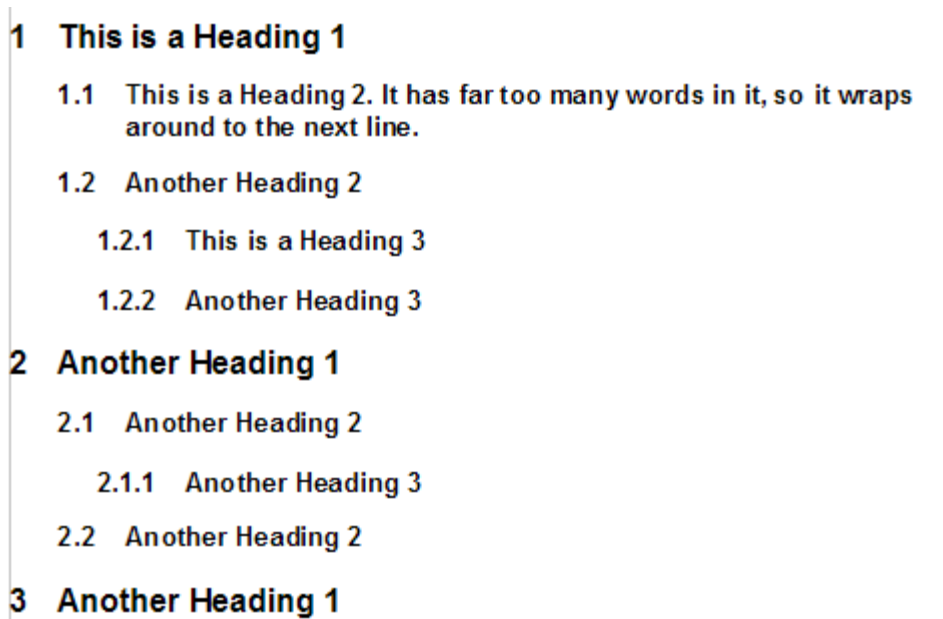 1 This is a Heading 1
1.1 This is a Heading 2. It has far too many words in it, so it wraps
around to the next line.
1.2 Another Heading 2
1.2.1 This is a Heading 3
1.2.2 Another Heading 3
2 Another Heading 1
2.1 Another Heading 2
2.1.1 Another Heading 3
2.2 Another Heading 2
3 Another Heading 1